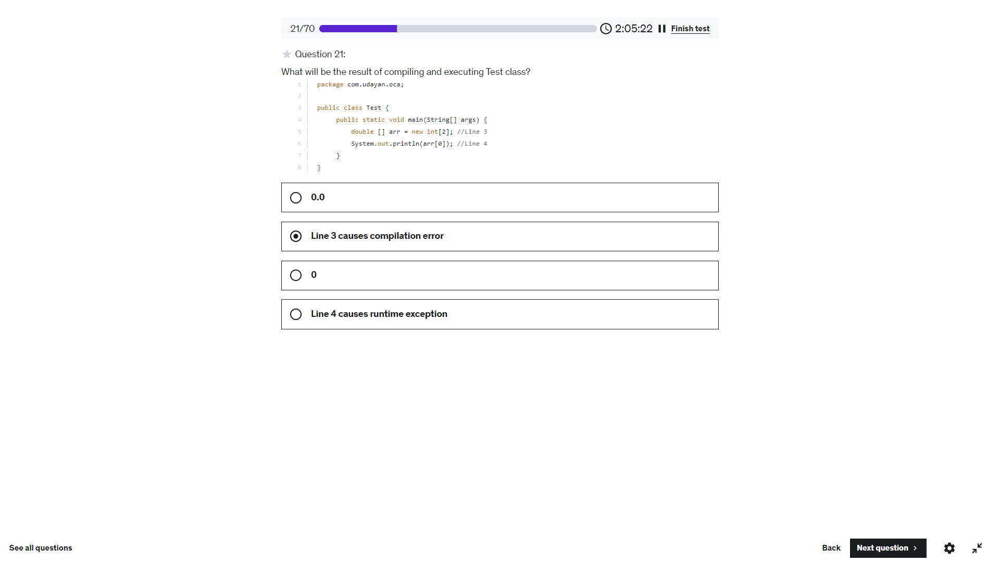 21/70 2:05:22 Finish test
Question 21:
What will be the result of compiling and executing Test class?
1 package com.udayan.oca;
2
3 public class Test {
4 public static void main(String[] args) {
5 double [] arr = new int[2]; //Line 3
6 System.out.println(arr[0]); //Line 4
7 }
8 }
0.0
Line 3 causes compilation error
0
Line 4 causes runtime exception
See all questions Back Next question